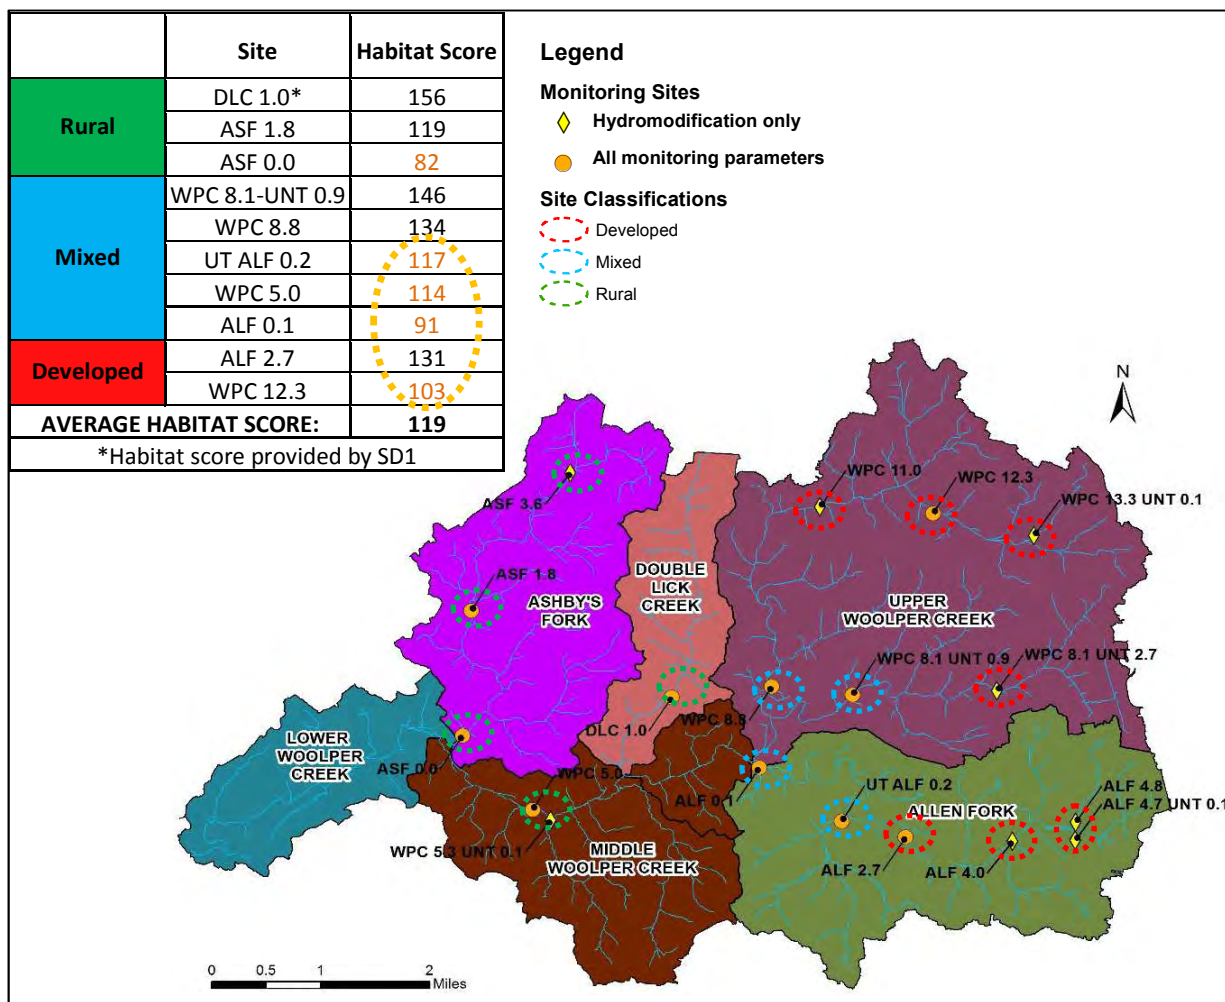 Site Habitat Score
Rural
DLC 1.0* 156
ASF 1.8 119
ASF 0.0 82
Mixed
WPC 8.1-UNT 0.9 146
WPC 8.8 134
UT ALF 0.2 117
WPC 5.0 114
ALF 0.1 91
Developed
ALF 2.7 131
WPC 12.3 103
AVERAGE HABITAT SCORE: 119
*Habitat score provided by SD1
Legend
Monitoring Sites
Hydromodification only
All monitoring parameters
Site Classifications
Developed
Mixed
Rural
N
WPC 11.0
WPC 12.3
WPC 13.3 UNT 0.1
ASF 3.6
ASF 1.8
ASHBY'S
FORK
DOUBLE
LICK
CREEK
UPPER
WOOLPER CREEK
WPC 8.1 UNT 0.9
WPC 8.1 UNT 2.7
WPC 8.8
DLC 1.0
LOWER
WOOLPER
CREEK
ASF 0.0
WPC 5.0
ALF 0.1
UT ALF 0.2
ALLEN FORK
ALF 4.8
ALF 4.7 UNT 0.1
WPC 5.3 UNT 0.1
MIDDLE
WOOLPER CREEK
ALF 2.7
ALF 4.0
0 0.5 1 2
Miles